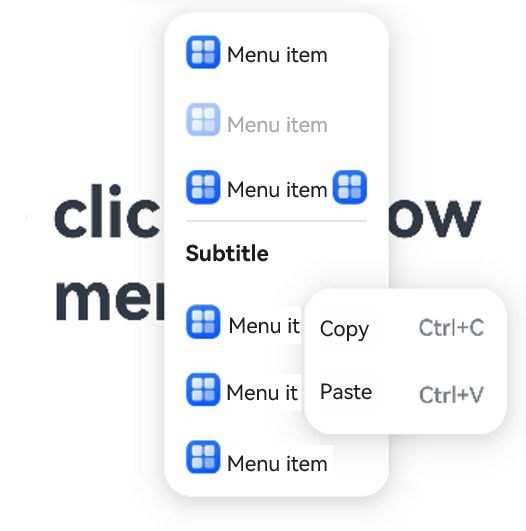 Menu item
Menu item
Menu item
clic ow
Subtitle
mer
Menu it
Copy Ctrl+C
Menu it
Paste Ctrl+V
Menu item